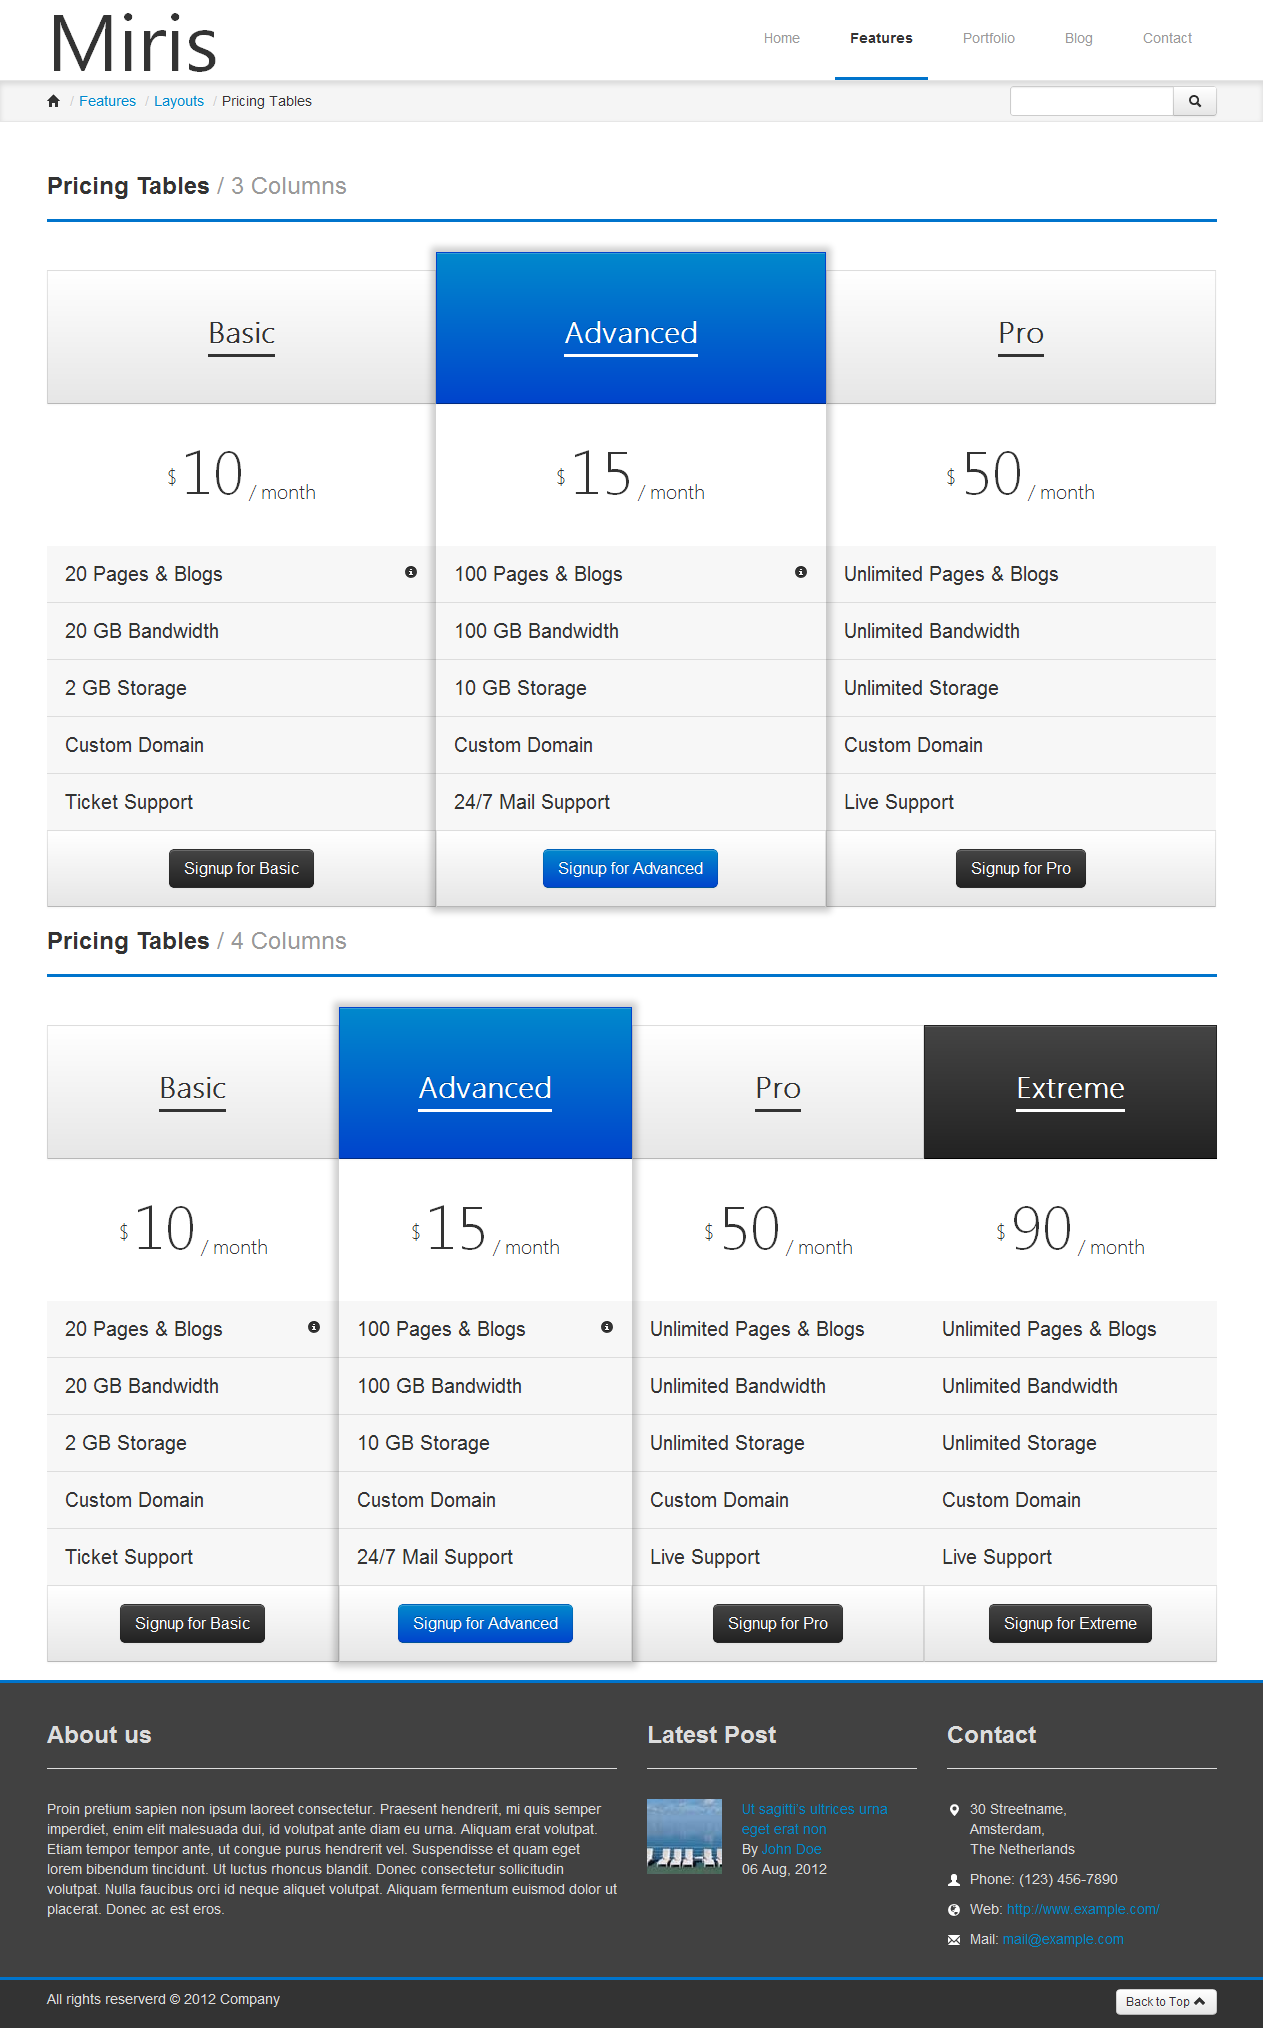 Miris
Home Features Portfolio Blog Contact
/ Features / Layouts / Pricing Tables
Pricing Tables / 3 Columns
Basic Advanced Pro
$ 10 / month $ 15 / month $ 50 / month
20 Pages & Blogs 100 Pages & Blogs Unlimited Pages & Blogs
20 GB Bandwidth 100 GB Bandwidth Unlimited Bandwidth
2 GB Storage 10 GB Storage Unlimited Storage
Custom Domain Custom Domain Custom Domain
Ticket Support 24/7 Mail Support Live Support
Signup for Basic Signup for Advanced Signup for Pro
Pricing Tables / 4 Columns
Basic Advanced Pro Extreme
$ 10 / month $ 15 / month $ 50 / month $ 90 / month
20 Pages & Blogs 100 Pages & Blogs Unlimited Pages & Blogs Unlimited Pages & Blogs
20 GB Bandwidth 100 GB Bandwidth Unlimited Bandwidth Unlimited Bandwidth
2 GB Storage 10 GB Storage Unlimited Storage Unlimited Storage
Custom Domain Custom Domain Custom Domain Custom Domain
Ticket Support 24/7 Mail Support Live Support Live Support
Signup for Basic Signup for Advanced Signup for Pro Signup for Extreme
About us
Proin pretium sapien non ipsum laoreet consectetur. Praesent hendrerit, mi quis semper
imperdiet, enim elit malesuada dui, id volutpat ante diam eu urna. Aliquam erat volutpat.
Etiam tempor tempor ante, ut congue purus hendrerit vel. Suspendisse et quam eget
lorem bibendum tincidunt. Ut luctus rhoncus blandit. Donec consectetur sollicitudin
volutpat. Nulla faucibus orci id neque aliquet volutpat. Aliquam fermentum euismod dolor ut
placerat. Donec ac est eros.
Latest Post
Ut sagitti's ultrices urna
eget erat non
By John Doe
06 Aug, 2012
Contact
30 Streetname,
Amsterdam,
The Netherlands
Phone: (123) 456-7890
Web: http://www.example.com/
Mail: mail@example.com
All rights reserverd © 2012 Company
Back to Top